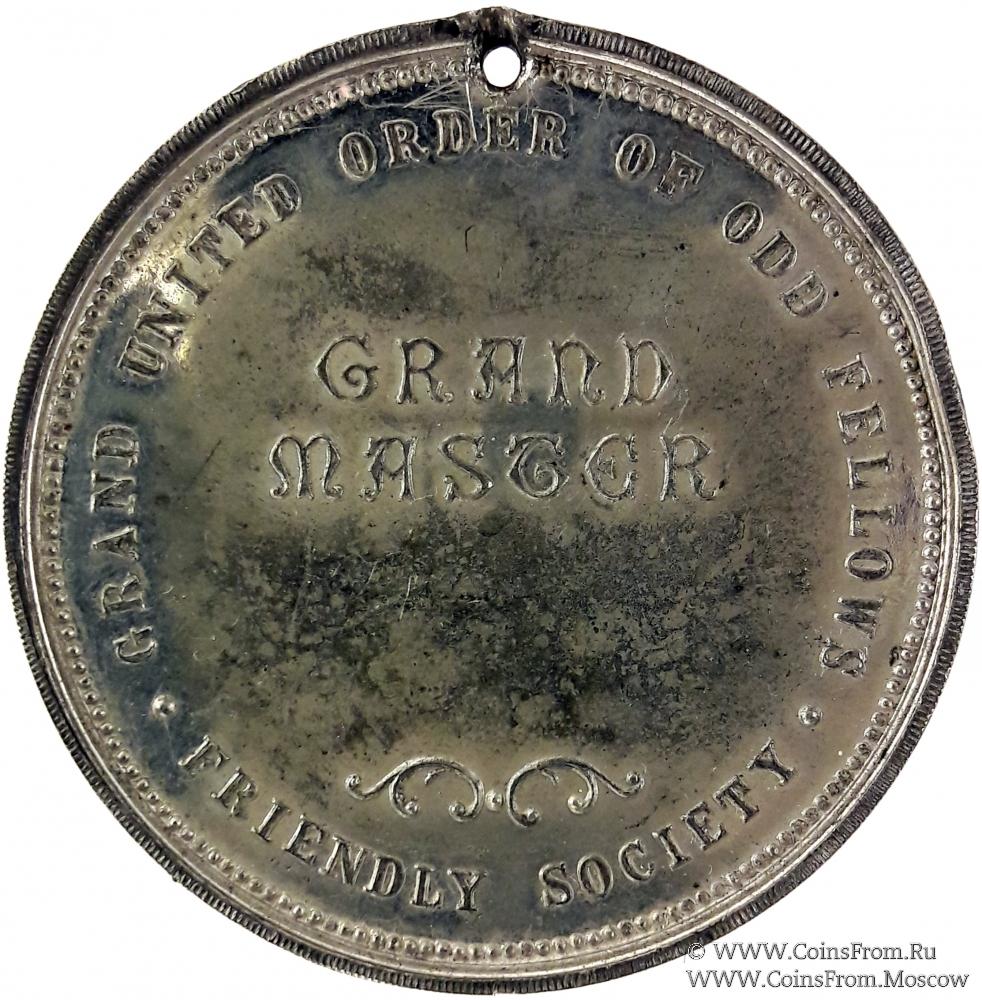 GRAND UNITED ORDER OF ODD FELLOWS
GRAND
MASTER
· FRIENDLY SOCIETY ·
© WWW.CoinsFrom.Ru
WWW.CoinsFrom.Moscow